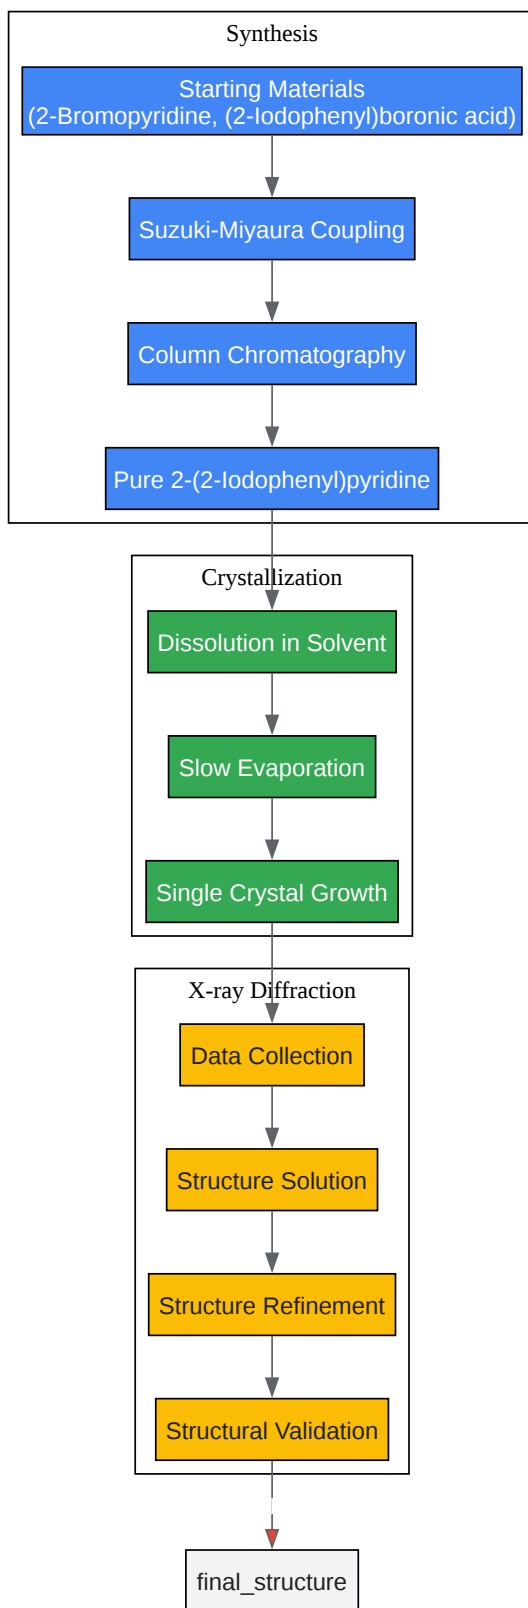 Synthesis
Starting Materials
(2-Bromopyridine, (2-Iodophenyl)boronic acid)
Suzuki-Miyaura Coupling
Column Chromatography
Pure 2-(2-Iodophenyl)pyridine
Crystallization
Dissolution in Solvent
Slow Evaporation
Single Crystal Growth
X-ray Diffraction
Data Collection
Structure Solution
Structure Refinement
Structural Validation
final_structure